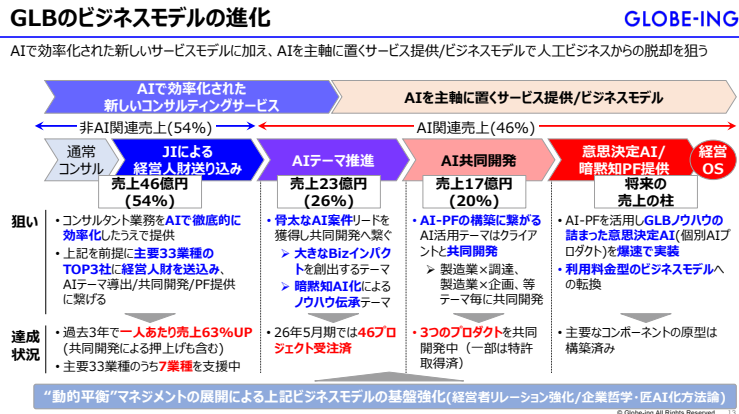 GLBのビジネスモデルの進化
GLOBE-ING
AIで効率化された新しいサービスモデルに加え、AIを主軸に置くサービス提供/ビジネスモデルで人工ビジネスからの脱却を狙う
AIで効率化された
新しいコンサルティングサービス
AIを主軸に置くサービス提供/ビジネスモデル
非AI関連売上(54%)
AI関連売上(46%)
通常
コンサル
JIによる
経営人財送り込み
AIテーマ推進
AI共同開発
意思決定AI/
暗黙知PF提供
経営
OS
売上46億円
(54%)
売上23億円
(26%)
売上17億円
(20%)
将来の
売上の柱
狙い
・コンサルタント業務をAIで徹底的に
効率化したうえで提供
・上記を前提に主要33業種の
TOP3社に経営人財を送込み、
AIテーマ導出/共同開発/PF提供
に繋げる
・骨太なAI案件リードを
獲得し共同開発へ繋ぐ
➢ 大きなBizインパク
トを創出するテーマ
➢ 暗黙知AI化による
ノウハウ伝承テーマ
・AI-PFの構築に繋がる
AI活用テーマはクライア
ントと共同開発
➢ 製造業×調達、
製造業×企画、等
テーマ毎に共同開発
・AI-PFを活用しGLBノウハウの
詰まった意思決定AI(個別AIプ
ロダクト)を爆速で実装
・利用料金型のビジネスモデルへ
の転換
達成
状況
・過去3年で一人あたり売上63%UP
(共同開発による押上げも含む)
・主要33業種のうち7業種を支援中
・26年5月期では46プロ
ジェクト受注済
・3つのプロダクトを共同
開発中（一部は特許
取得済）
・主要なコンポーネントの原型は
構築済み
“動的平衡”マネジメントの展開による上記ビジネスモデルの基盤強化(経営者リレーション強化/企業哲学・匠AI化方法論)
© Globe-ing All Rights Reserved
13